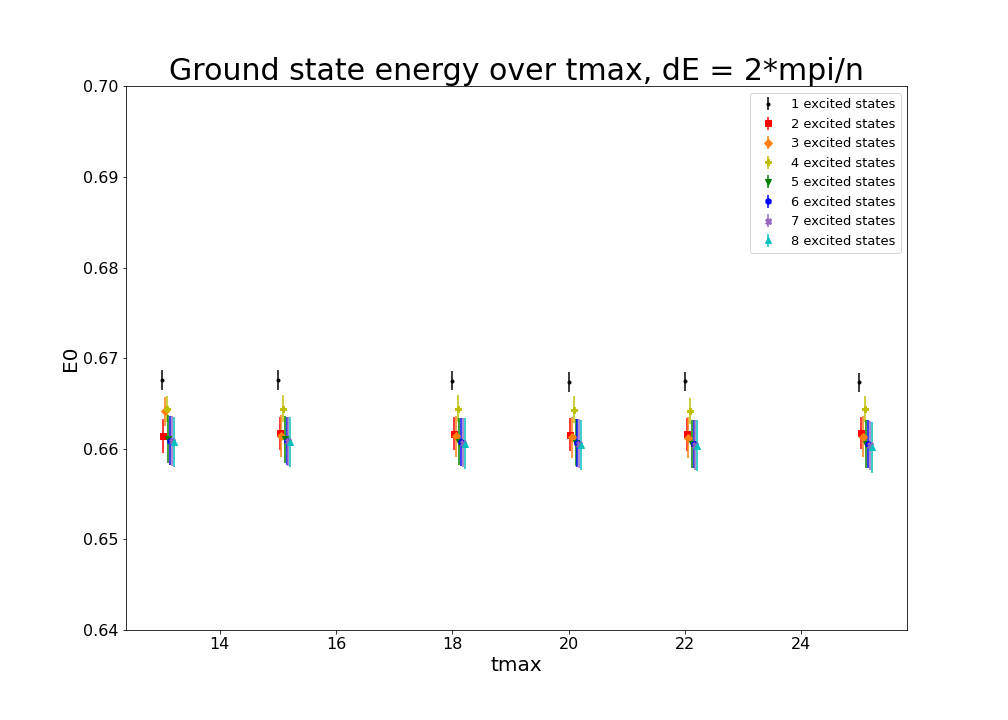 Ground state energy over tmax, dE = 2*mpi/n
0.70
0.69
0.68
0.67
0.66
0.65
0.64
E0
1 excited states
2 excited states
3 excited states
4 excited states
5 excited states
6 excited states
7 excited states
8 excited states
14 16 18 20 22 24
tmax